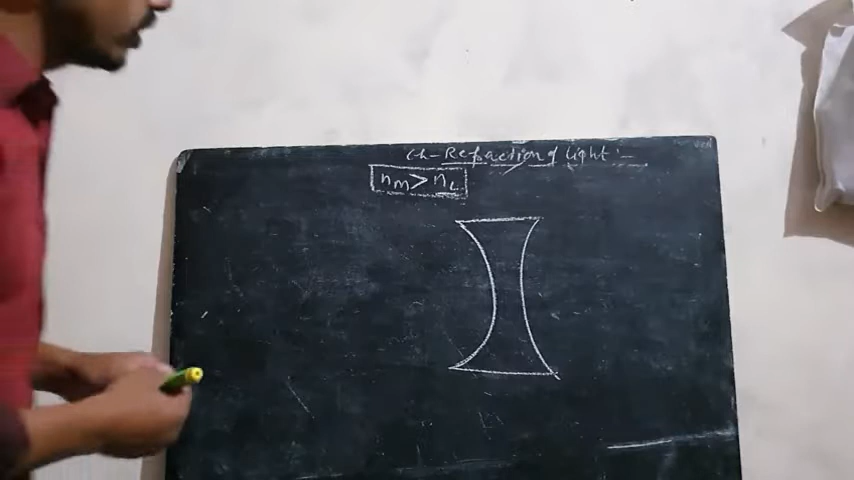 Ch- Refraction of light :-
nm > nL